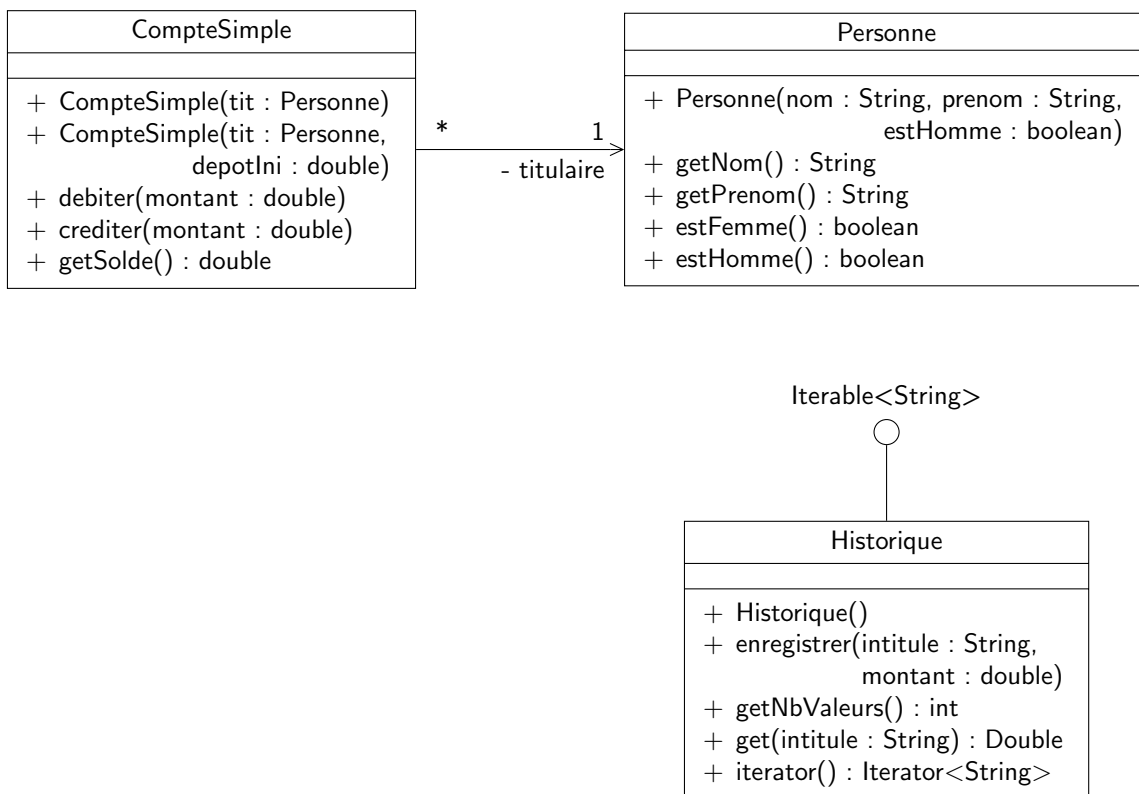 CompteSimple
+ CompteSimple(tit : Personne)
+ CompteSimple(tit : Personne,
depotIni : double)
+ debiter(montant : double)
+ crediter(montant : double)
+ getSolde() : double
*
1
- titulaire
Personne
+ Personne(nom : String, prenom : String,
estHomme : boolean)
+ getNom() : String
+ getPrenom() : String
+ estFemme() : boolean
+ estHomme() : boolean
Iterable<String>
Historique
+ Historique()
+ enregistrer(intitule : String,
montant : double)
+ getNbValeurs() : int
+ get(intitule : String) : Double
+ iterator() : Iterator<String>